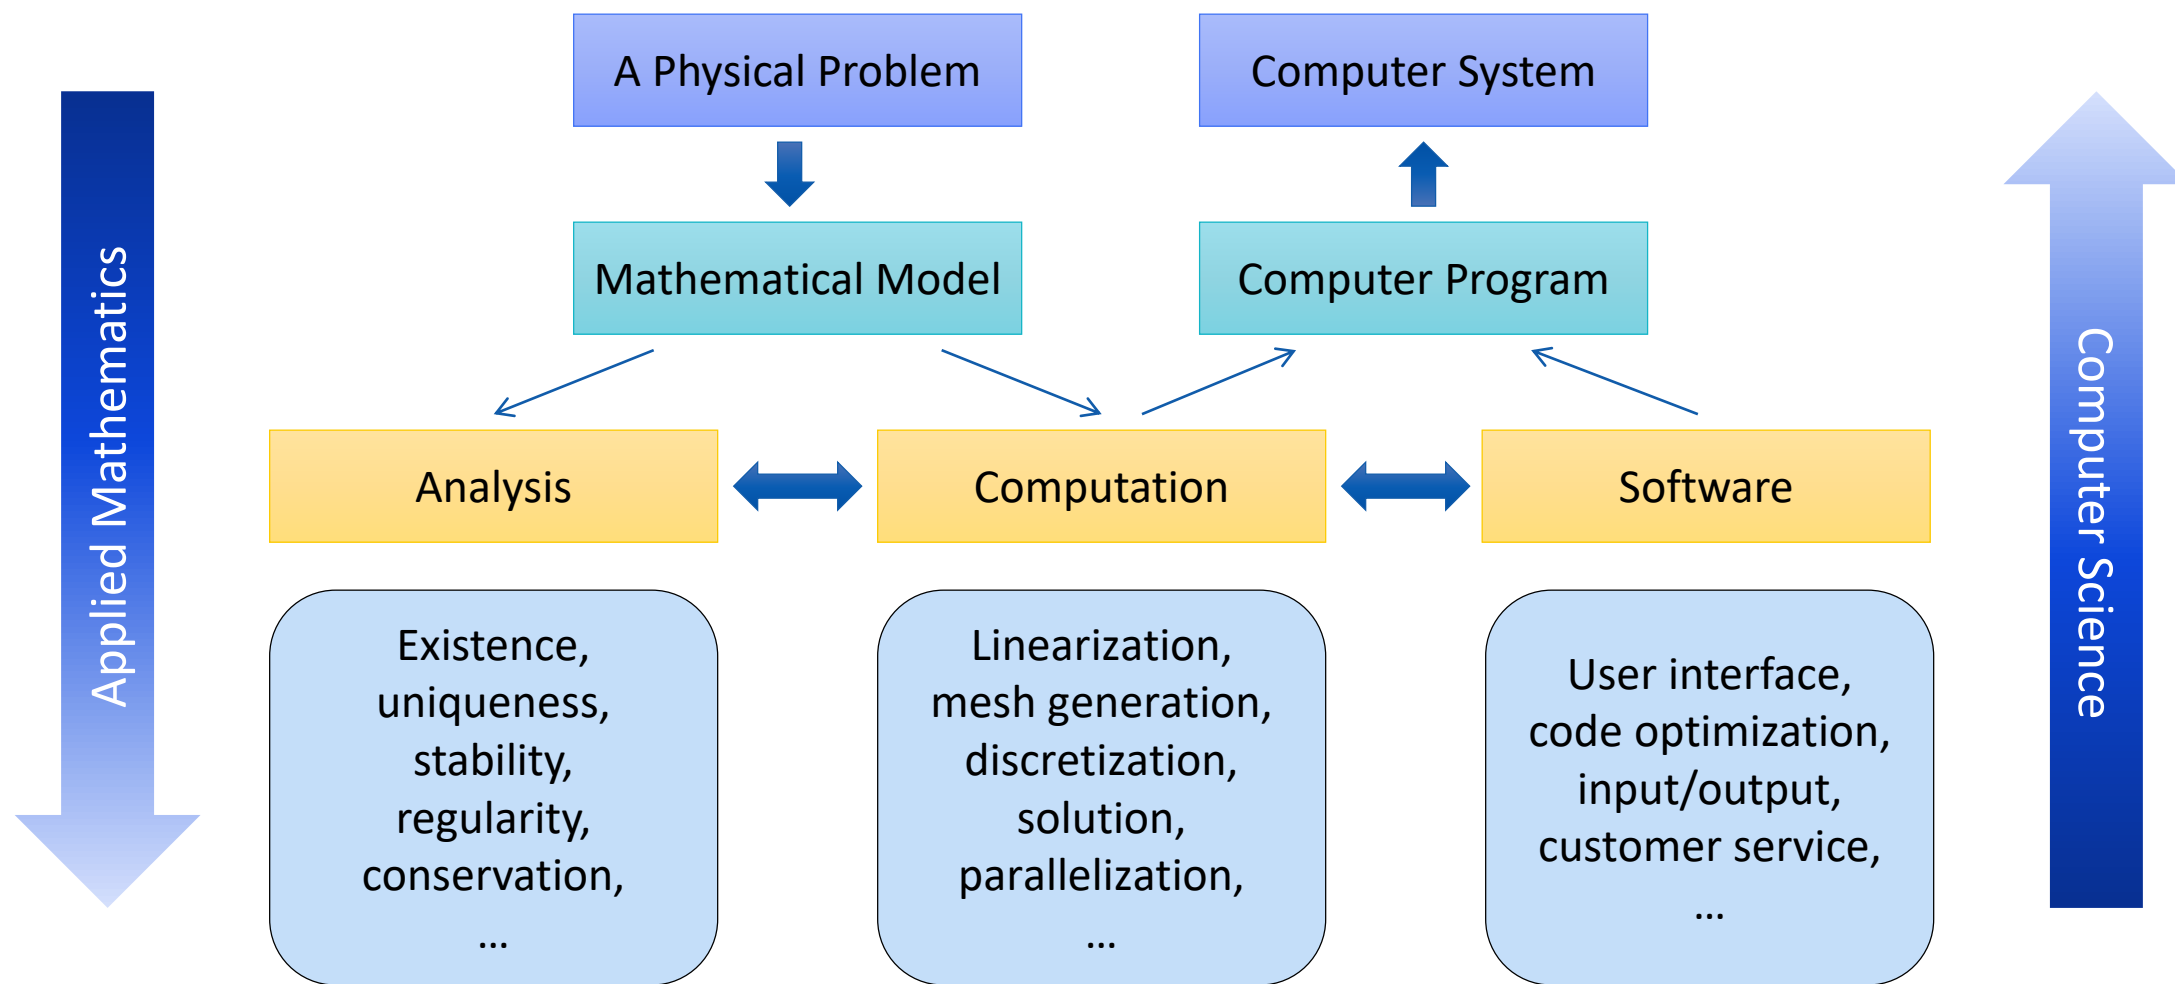 A Physical Problem
Computer System
Mathematical Model
Computer Program
Applied Mathematics
Computer Science
Analysis
Computation
Software
Existence,
uniqueness,
stability,
regularity,
conservation,
...
Linearization,
mesh generation,
discretization,
solution,
parallelization,
...
User interface,
code optimization,
input/output,
customer service,
...